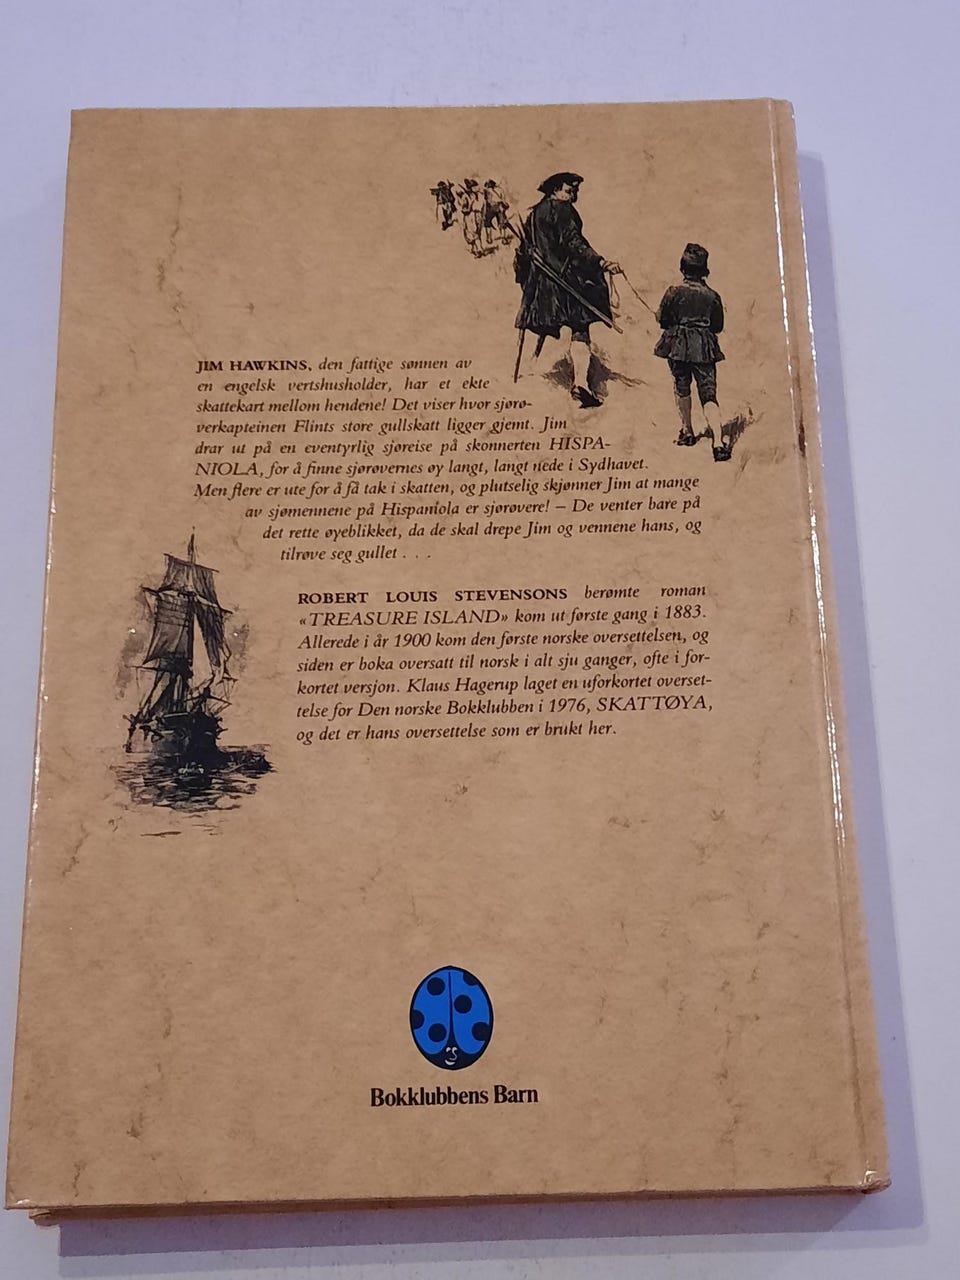 JIM HAWKINS, den fattige sønnen av
en engelsk vertshusholder, har et ekte
skattekart mellom hendene! Det viser hvor sjørø-
verkapteinen Flints store gullskatt ligger gjemt. Jim
drar ut på en eventyrlig sjøreise på skonnerten HISPA-
NIOLA, for å finne sjørøvernes øy langt, langt nede i Sydhavet.
Men flere er ute for å få tak i skatten, og plutselig skjønner Jim at mange
av sjømennene på Hispaniola er sjørøvere! – De venter bare på
det rette øyeblikket, da de skal drepe Jim og vennene hans, og
tilrøve seg gullet . . .
ROBERT LOUIS STEVENSONS berømte roman
«TREASURE ISLAND» kom ut første gang i 1883.
Allerede i år 1900 kom den første norske oversettelsen, og
siden er boka oversatt til norsk i alt sju ganger, ofte i for-
kortet versjon. Klaus Hagerup laget en uforkortet overset-
telse for Den norske Bokklubben i 1976, SKATTØYA,
og det er hans oversettelse som er brukt her.
Bokklubbens Barn